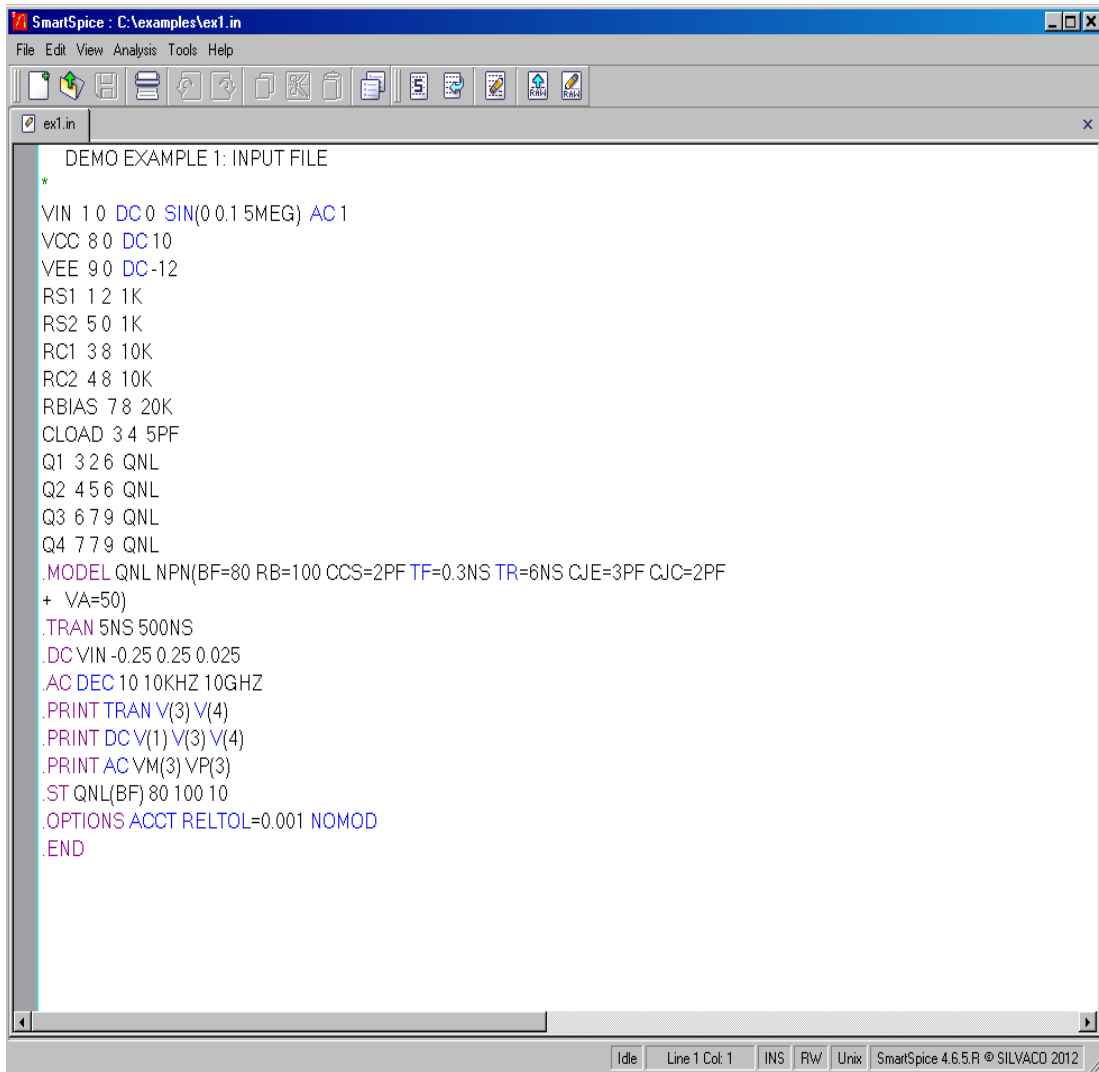 SmartSpice : C:\examples\ex1.in
File Edit View Analysis Tools Help
S RAW RAW
ex1.in
DEMO EXAMPLE 1: INPUT FILE
*
VIN 1 0 DC 0 SIN(0 0.1 5MEG) AC 1
VCC 8 0 DC 10
VEE 9 0 DC -12
RS1 1 2 1K
RS2 5 0 1K
RC1 3 8 10K
RC2 4 8 10K
RBIAS 7 8 20K
CLOAD 3 4 5PF
Q1 3 2 6 QNL
Q2 4 5 6 QNL
Q3 6 7 9 QNL
Q4 7 7 9 QNL
.MODEL QNL NPN(BF=80 RB=100 CCS=2PF TF=0.3NS TR=6NS CJE=3PF CJC=2PF
+ VA=50)
.TRAN 5NS 500NS
.DC VIN -0.25 0.25 0.025
.AC DEC 10 10KHZ 10GHZ
.PRINT TRAN V(3) V(4)
.PRINT DC V(1) V(3) V(4)
.PRINT AC VM(3) VP(3)
.ST QNL(BF) 80 100 10
.OPTIONS ACCT RELTOL=0.001 NOMOD
.END
Idle Line 1 Col: 1 INS RW Unix SmartSpice 4.6.5.R © SILVACO 2012